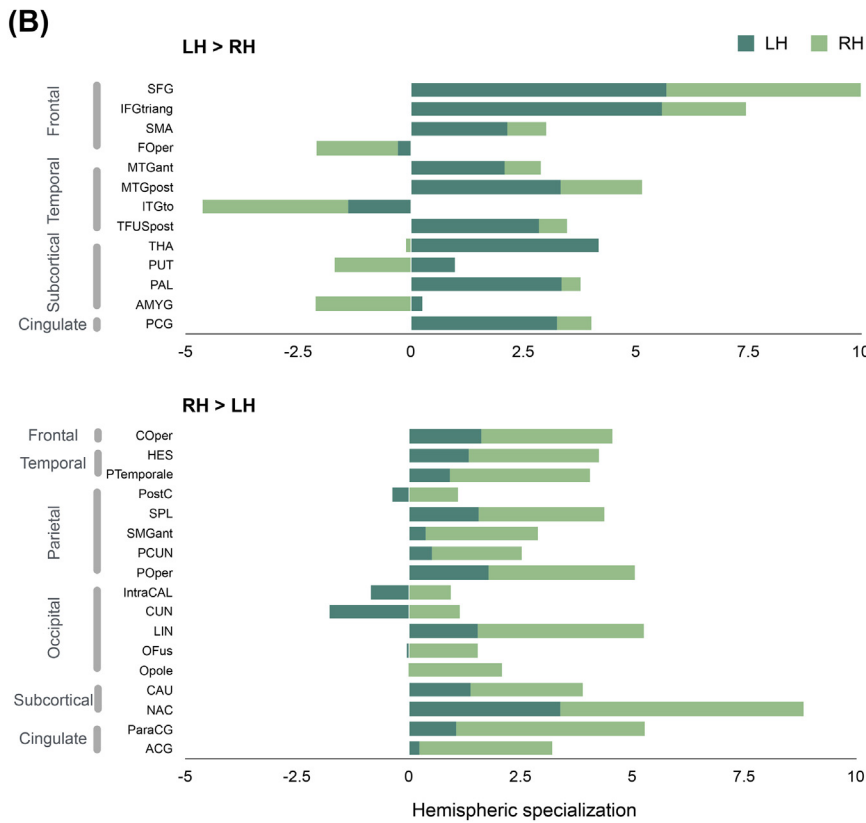 (B)
LH > RH
LH RH
Frontal
SFG
IFGtriang
SMA
FOper
Temporal
MTGant
MTGpost
ITGto
TFUSpost
Subcortical
THA
PUT
PAL
AMYG
Cingulate
PCG
-5 -2.5 0 2.5 5 7.5 10
RH > LH
Frontal
COper
Temporal
HES
PTemporale
Parietal
PostC
SPL
SMGant
PCUN
POper
Occipital
IntraCAL
CUN
LIN
OFus
Opole
Subcortical
CAU
NAC
Cingulate
ParaCG
ACG
-5 -2.5 0 2.5 5 7.5 10
Hemispheric specialization